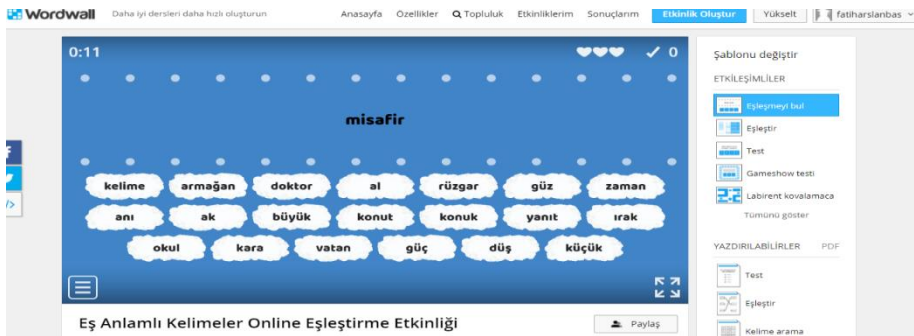 Wordwall Daha iyi dersleri daha hızlı oluşturun Anasayfa Özellikler Topluluk Etkinliklerim Sonuçlarım Etkinlik Oluştur Yükselt fatiharslanbas
0:11 0
misafir
kelime armağan doktor al rüzgar güz zaman
anı ak büyük konut konuk yanıt ırak
okul kara vatan güç düş küçük
Eş Anlamlı Kelimeler Online Eşleştirme Etkinliği Paylaş
Şablonu değiştir
ETKİLEŞİMLİLER
Eşleşmeyi bul
Eşleştir
Test
Gameshow testi
Labirent kovalamaca
Tümünü göster
YAZDIRILABİLİRLER PDF
Test
Eşleştir
Kelime arama